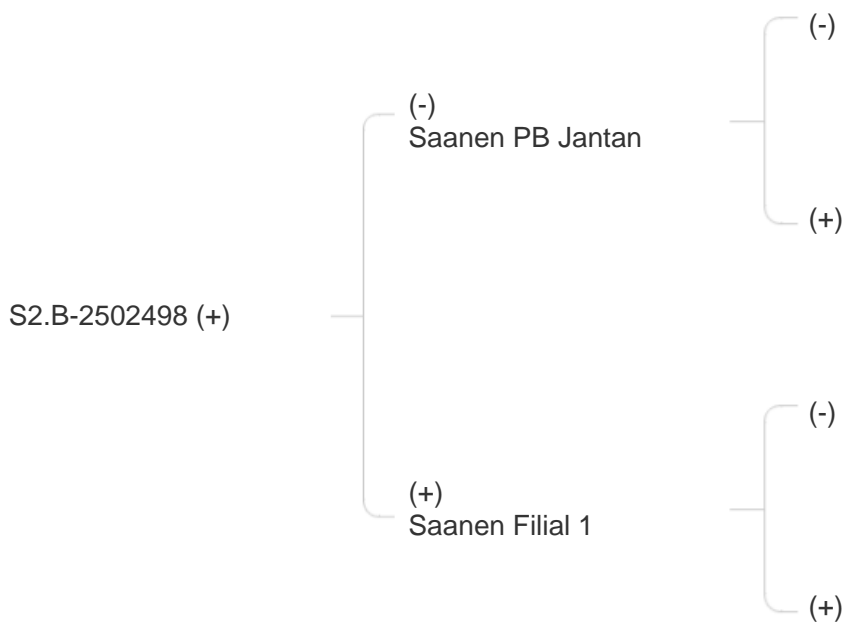 (-)
(-)
Saanen PB Jantan
(+)
S2.B-2502498 (+)
(-)
(+)
Saanen Filial 1
(+)